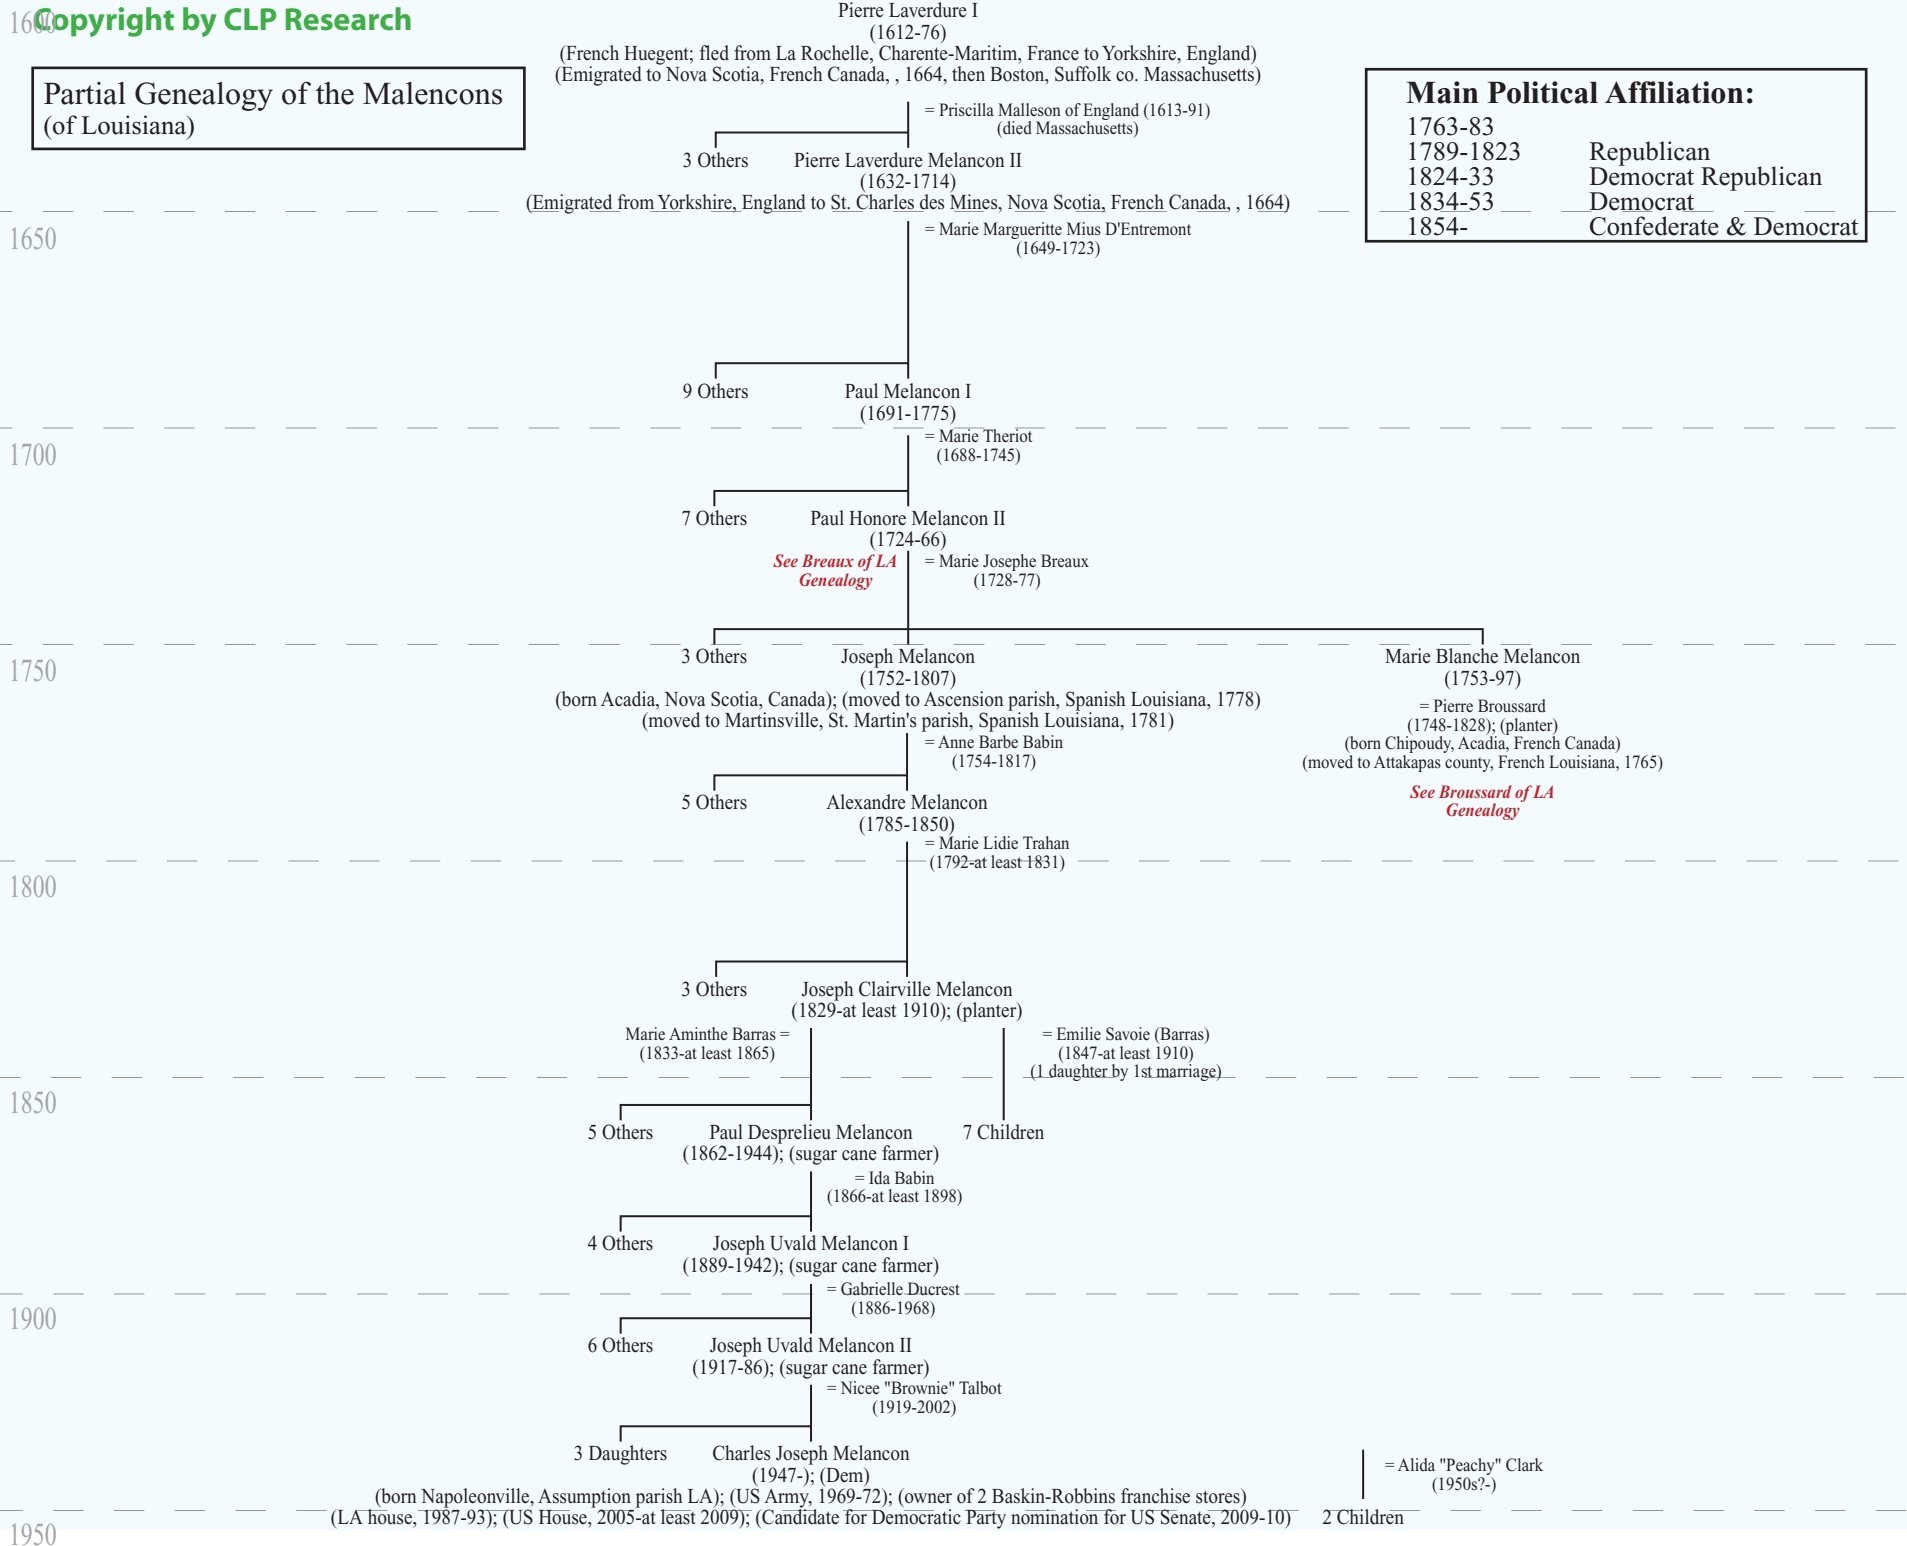 1600
Copyright by CLP Research
Partial Genealogy of the Malencons
(of Louisiana)
Pierre Laverdure I
(1612-76)
(French Huegent; fled from La Rochelle, Charente-Maritim, France to Yorkshire, England)
(Emigrated to Nova Scotia, French Canada, , 1664, then Boston, Suffolk co. Massachusetts)
= Priscilla Malleson of England (1613-91)
(died Massachusetts)
Main Political Affiliation:
1763-83
1789-1823 Republican
1824-33 Democrat Republican
1834-53 Democrat
1854- Confederate & Democrat
3 Others
Pierre Laverdure Melancon II
(1632-1714)
(Emigrated from Yorkshire, England to St. Charles des Mines, Nova Scotia, French Canada, , 1664)
1650
= Marie Margueritte Mius D'Entremont
(1649-1723)
9 Others
Paul Melancon I
(1691-1775)
1700
= Marie Theriot
(1688-1745)
7 Others
Paul Honore Melancon II
(1724-66)
See Breaux of LA
Genealogy
= Marie Josephe Breaux
(1728-77)
1750
3 Others
Joseph Melancon
(1752-1807)
(born Acadia, Nova Scotia, Canada); (moved to Ascension parish, Spanish Louisiana, 1778)
(moved to Martinsville, St. Martin's parish, Spanish Louisiana, 1781)
= Anne Barbe Babin
(1754-1817)
Marie Blanche Melancon
(1753-97)
= Pierre Broussard
(1748-1828); (planter)
(born Chipoudy, Acadia, French Canada)
(moved to Attakapas county, French Louisiana, 1765)
See Broussard of LA
Genealogy
5 Others
Alexandre Melancon
(1785-1850)
= Marie Lidie Trahan
(1792-at least 1831)
1800
3 Others
Joseph Clairville Melancon
(1829-at least 1910); (planter)
Marie Aminthe Barras =
(1833-at least 1865)
= Emilie Savoie (Barras)
(1847-at least 1910)
(1 daughter by 1st marriage)
1850
5 Others
Paul Desprelieu Melancon
(1862-1944); (sugar cane farmer)
7 Children
= Ida Babin
(1866-at least 1898)
4 Others
Joseph Uvald Melancon I
(1889-1942); (sugar cane farmer)
= Gabrielle Ducrest
(1886-1968)
1900
6 Others
Joseph Uvald Melancon II
(1917-86); (sugar cane farmer)
= Nicee "Brownie" Talbot
(1919-2002)
3 Daughters
Charles Joseph Melancon
(1947-); (Dem)
(born Napoleonville, Assumption parish LA); (US Army, 1969-72); (owner of 2 Baskin-Robbins franchise stores)
(LA house, 1987-93); (US House, 2005-at least 2009); (Candidate for Democratic Party nomination for US Senate, 2009-10)
= Alida "Peachy" Clark
(1950s?-)
2 Children
1950